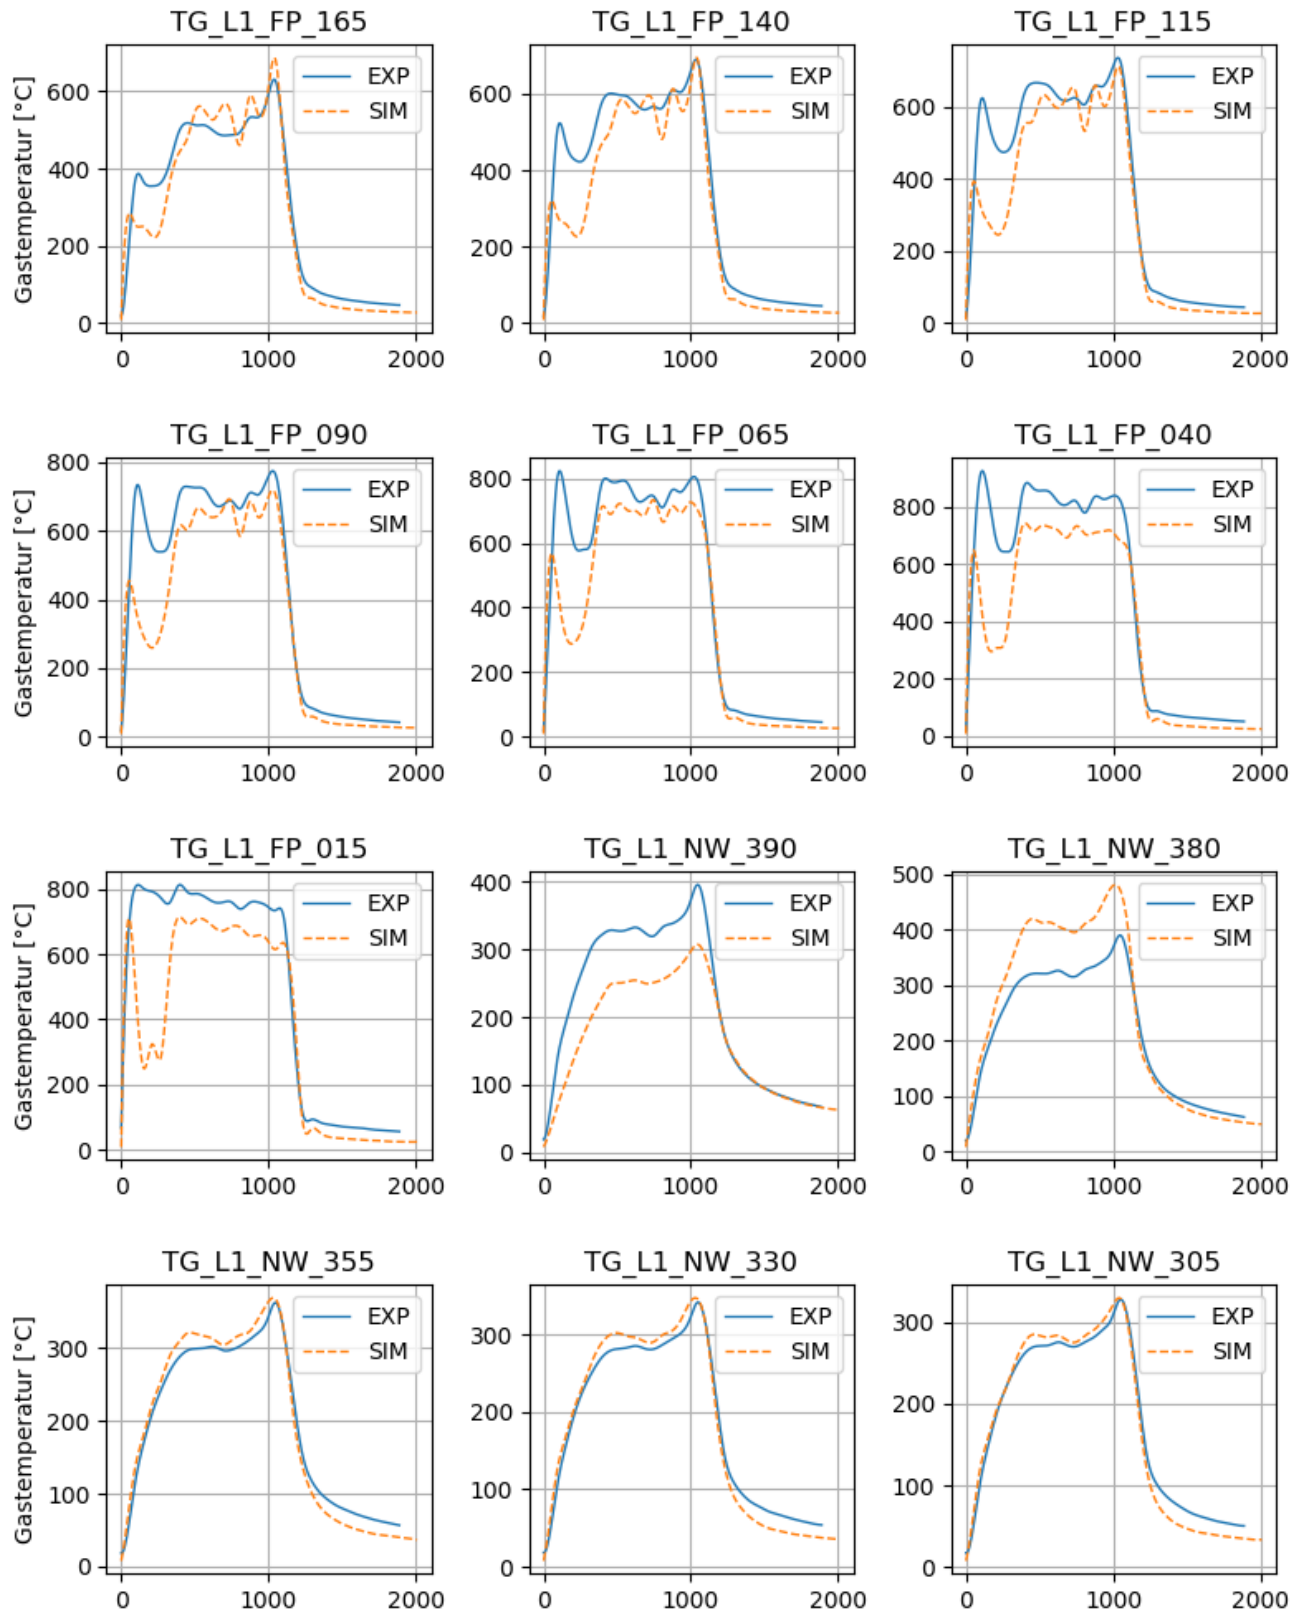 TG_L1_FP_165 TG_L1_FP_140 TG_L1_FP_115
Gastemperatur [°C]
600
400
200
0
0 1000 2000
EXP
SIM
600
400
200
0
0 1000 2000
EXP
SIM
600
400
200
0
0 1000 2000
EXP
SIM
TG_L1_FP_090 TG_L1_FP_065 TG_L1_FP_040
Gastemperatur [°C]
800
600
400
200
0
0 1000 2000
EXP
SIM
800
600
400
200
0
0 1000 2000
EXP
SIM
800
600
400
200
0
0 1000 2000
EXP
SIM
TG_L1_FP_015 TG_L1_NW_390 TG_L1_NW_380
Gastemperatur [°C]
800
600
400
200
0
0 1000 2000
EXP
SIM
400
300
200
100
0
0 1000 2000
EXP
SIM
500
400
300
200
100
0
0 1000 2000
EXP
SIM
TG_L1_NW_355 TG_L1_NW_330 TG_L1_NW_305
Gastemperatur [°C]
300
200
100
0
0 1000 2000
EXP
SIM
300
200
100
0
0 1000 2000
EXP
SIM
300
200
100
0
0 1000 2000
EXP
SIM